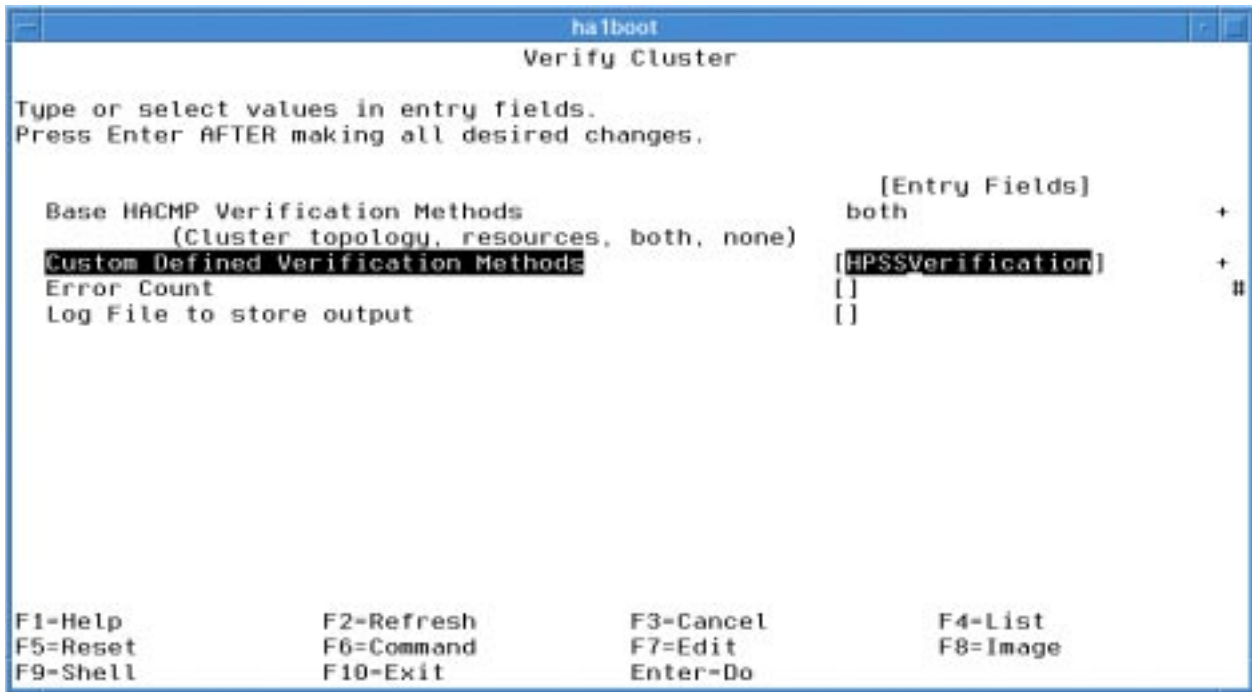 ha1boot
Verify Cluster
Type or select values in entry fields.
Press Enter AFTER making all desired changes.
[Entry Fields]
Base HACMP Verification Methods both +
(Cluster topology, resources, both, none)
Custom Defined Verification Methods [HPSSVerification] +
Error Count [] #
Log File to store output []
F1=Help F2=Refresh F3=Cancel F4=List
F5=Reset F6=Command F7=Edit F8=Image
F9=Shell F10=Exit Enter=Do